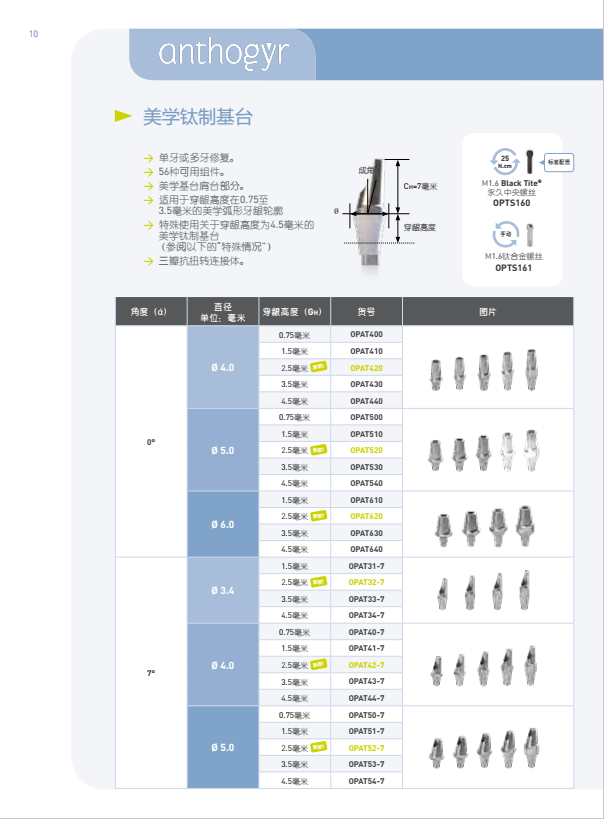 10
anthogyr
美学钛制基台
→ 单牙或多牙修复。
→ 56种可用组件。
→ 美学基台肩台部分。
→ 适用于穿龈高度在0.75至
3.5毫米的美学弧形牙龈轮廓
→ 特殊使用关于穿龈高度为4.5毫米的
美学钛制基台
（参阅以下的“特殊情况”）
→ 三瓣抗扭转连接体。
成角
CH=7毫米
Ø
穿龈高度
25
N.cm
标准配置
M1.6 Black Tite®
永久中央螺丝
OPTS160
手动
M1.6钛合金螺丝
OPTS161
角度（α） 直径 单位：毫米 穿龈高度（GH） 货号 图片
0°
Ø 4.0
0.75毫米 OPAT400
1.5毫米 OPAT410
2.5毫米 OPAT420
3.5毫米 OPAT430
4.5毫米 OPAT440
Ø 5.0
0.75毫米 OPAT500
1.5毫米 OPAT510
2.5毫米 OPAT520
3.5毫米 OPAT530
4.5毫米 OPAT540
Ø 6.0
1.5毫米 OPAT610
2.5毫米 OPAT620
3.5毫米 OPAT630
4.5毫米 OPAT640
7°
Ø 3.4
1.5毫米 OPAT31-7
2.5毫米 OPAT32-7
3.5毫米 OPAT33-7
4.5毫米 OPAT34-7
Ø 4.0
0.75毫米 OPAT40-7
1.5毫米 OPAT41-7
2.5毫米 OPAT42-7
3.5毫米 OPAT43-7
4.5毫米 OPAT44-7
Ø 5.0
0.75毫米 OPAT50-7
1.5毫米 OPAT51-7
2.5毫米 OPAT52-7
3.5毫米 OPAT53-7
4.5毫米 OPAT54-7